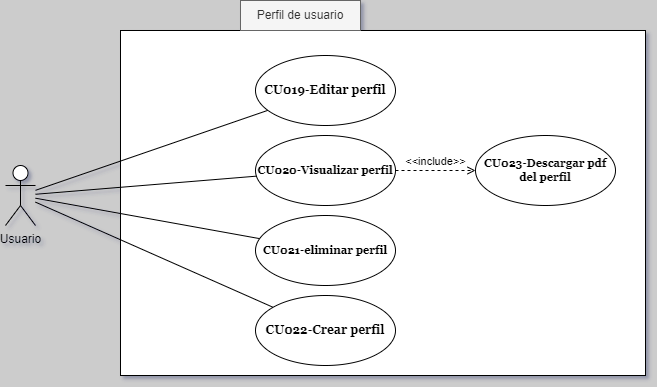 Perfil de usuario
CU019-Editar perfil
CU020-Visualizar perfil
<<include>>
CU023-Descargar pdf
del perfil
Usuario
CU021-eliminar perfil
CU022-Crear perfil